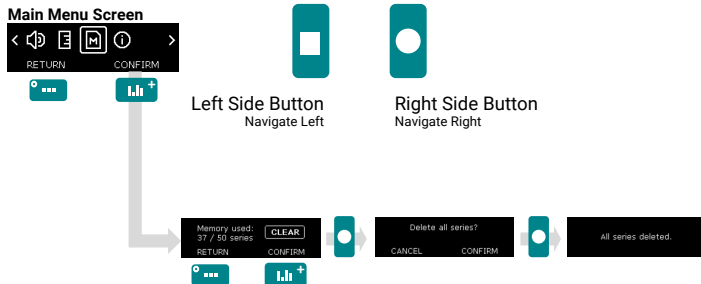 Main Menu Screen
< M >
RETURN CONFIRM
Left Side Button
Navigate Left
Right Side Button
Navigate Right
Memory used:
37 / 50 series
CLEAR
RETURN CONFIRM
Delete all series?
CANCEL CONFIRM
All series deleted.